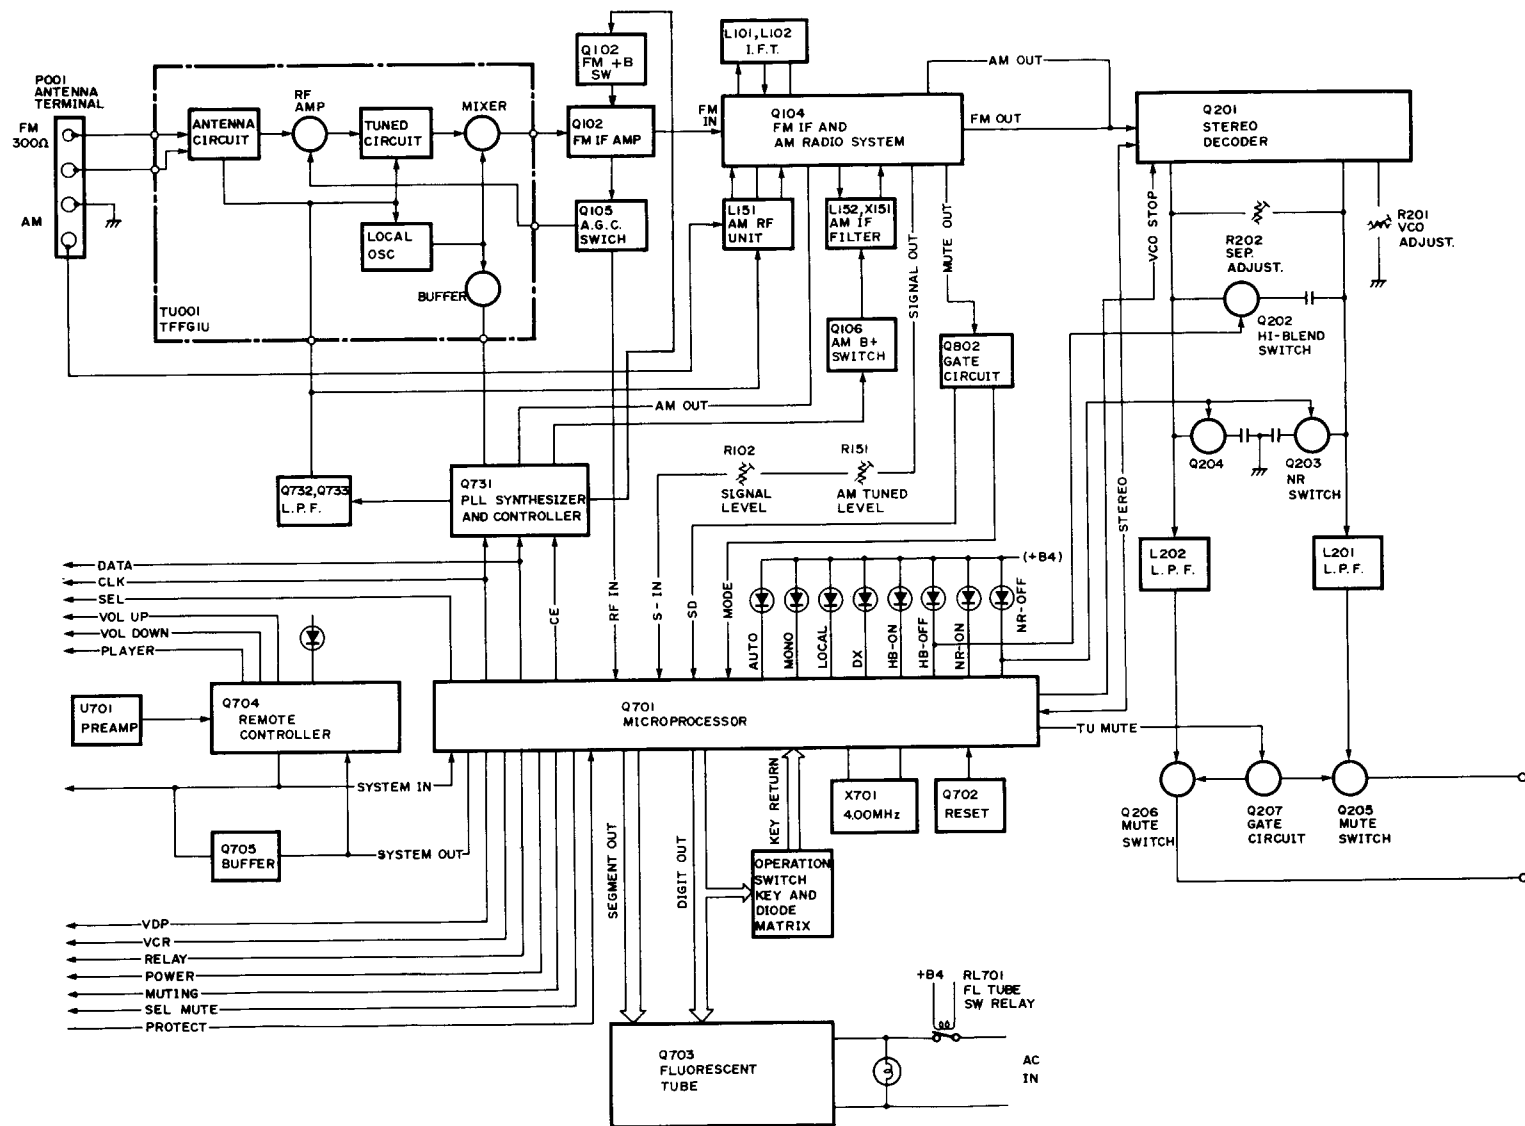 P001
ANTENNA
TERMINAL
FM
300Ω
AM
ANTENNA
CIRCUIT
RF
AMP
TUNED
CIRCUIT
MIXER
LOCAL
OSC
BUFFER
TU001
TFFG1U
Q102
FM +B
SW
Q102
FM IF AMP
Q105
A.G.C.
SWICH
L101, L102
I.F.T.
FM
IN
Q104
FM IF AND
AM RADIO SYSTEM
AM OUT
FM OUT
Q201
STEREO
DECODER
L151
AM RF
UNIT
L152, X151
AM IF
FILTER
SIGNAL OUT
MUTE OUT
VCO STOP
R202
SEP.
ADJUST.
R201
VCO
ADJUST.
Q106
AM B+
SWITCH
Q802
GATE
CIRCUIT
Q202
HI-BLEND
SWITCH
AM OUT
Q204
Q203
NR
SWITCH
R102
SIGNAL
LEVEL
R151
AM TUNED
LEVEL
STEREO
Q732, Q733
L.P.F.
Q731
PLL SYNTHESIZER
AND CONTROLLER
L202
L.P.F.
L201
L.P.F.
(+B4)
DATA
CLK
SEL
VOL UP
VOL DOWN
PLAYER
CE
RF IN
S-IN
SD
MODE
AUTO
MONO
LOCAL
DX
HB-ON
HB-OFF
NR-ON
NR-OFF
U701
PREAMP
Q704
REMOTE
CONTROLLER
Q701
MICROPROCESSOR
TU MUTE
SYSTEM IN
SYSTEM OUT
Q705
BUFFER
SEGMENT OUT
DIGIT OUT
KEY RETURN
X701
4.00MHz
Q702
RESET
Q206
MUTE
SWITCH
Q207
GATE
CIRCUIT
Q205
MUTE
SWITCH
OPERATION
SWITCH
KEY AND
DIODE
MATRIX
VDP
VCR
RELAY
POWER
MUTING
SEL MUTE
PROTECT
+B4
RL701
FL TUBE
SW RELAY
Q703
FLUORESCENT
TUBE
AC
IN